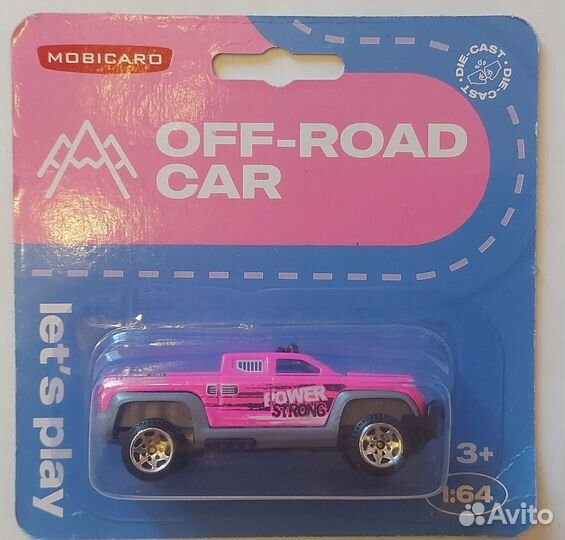 MOBICARO
DIE-CAST · DIE-CAST ·
OFF-ROAD
CAR
let's play
POWER
STRONG
3+
1:64
Avito